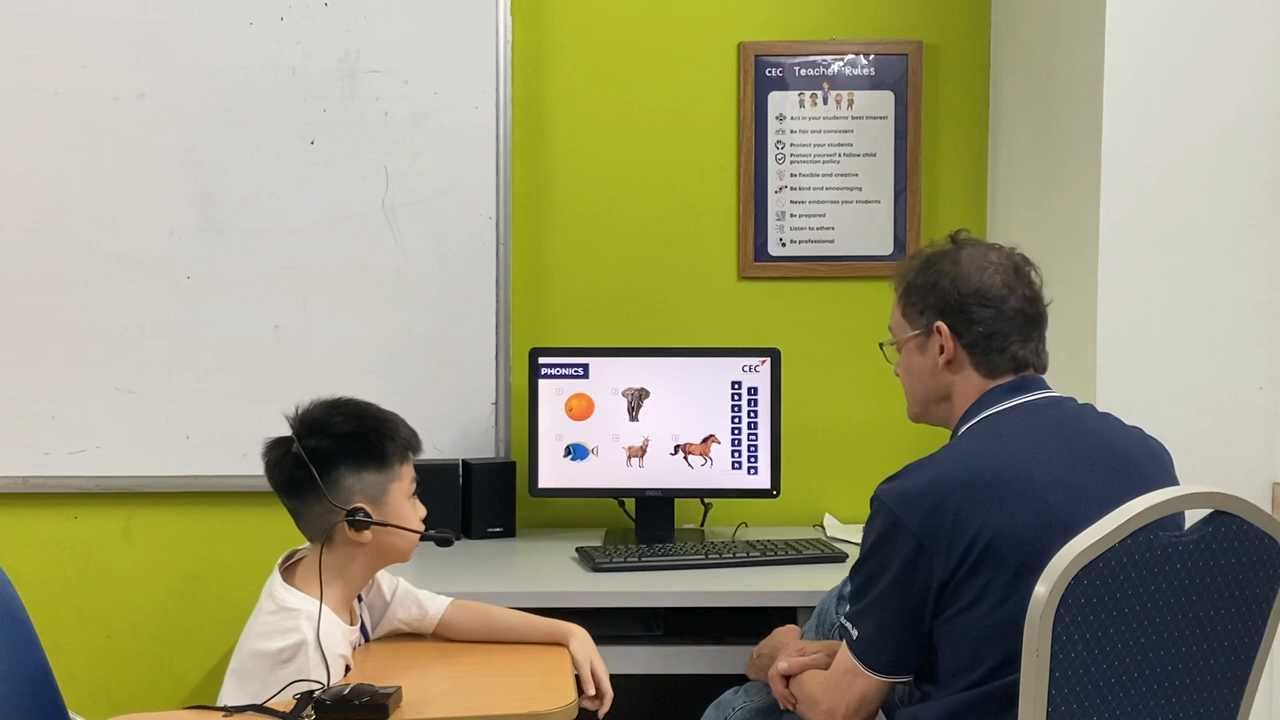 CEC Teacher Rules
Act in your students' best interest
Be fair and consistent
Protect your students
Protect yourself & follow child
protection policy
Be flexible and creative
Be kind and encouraging
Never embarrass your students
Be prepared
Listen to others
Be professional
PHONICS
CEC
a i
b j
c k
d l
e m
f n
g o
h p
DELL